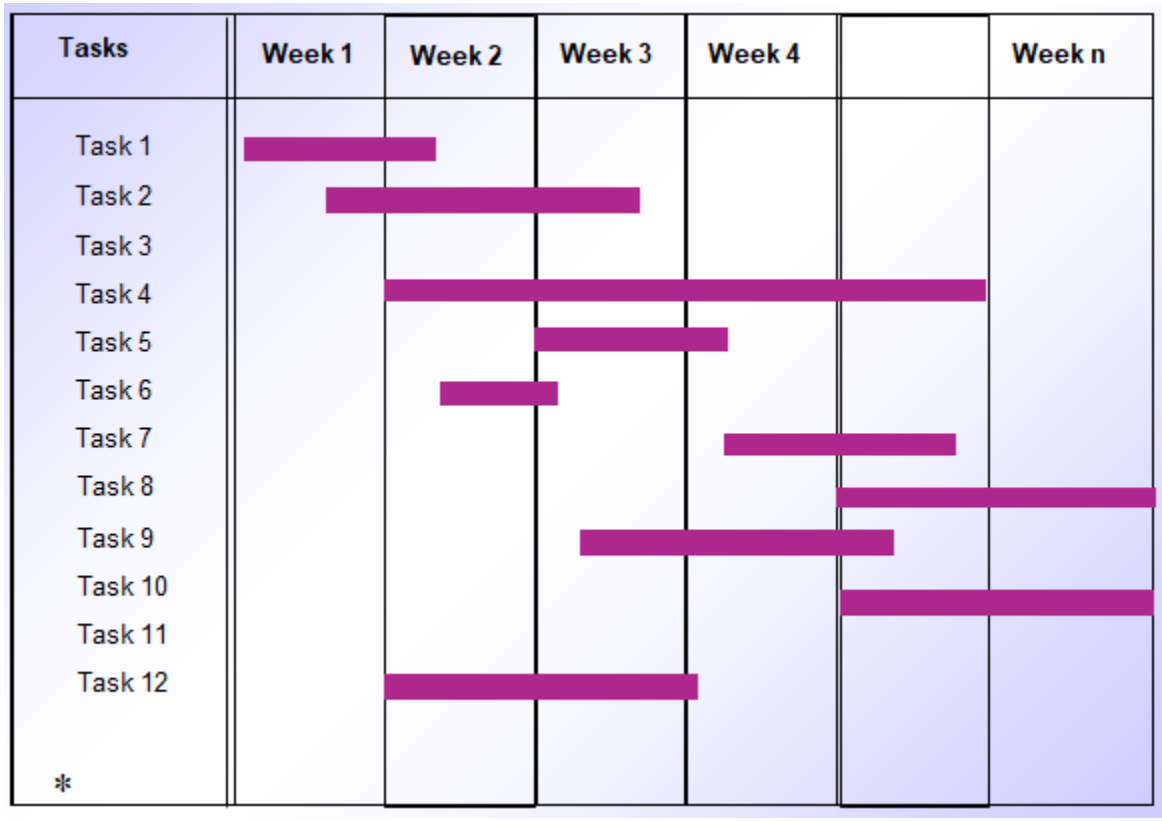 Tasks Week 1 Week 2 Week 3 Week 4 Week n
Task 1
Task 2
Task 3
Task 4
Task 5
Task 6
Task 7
Task 8
Task 9
Task 10
Task 11
Task 12
*